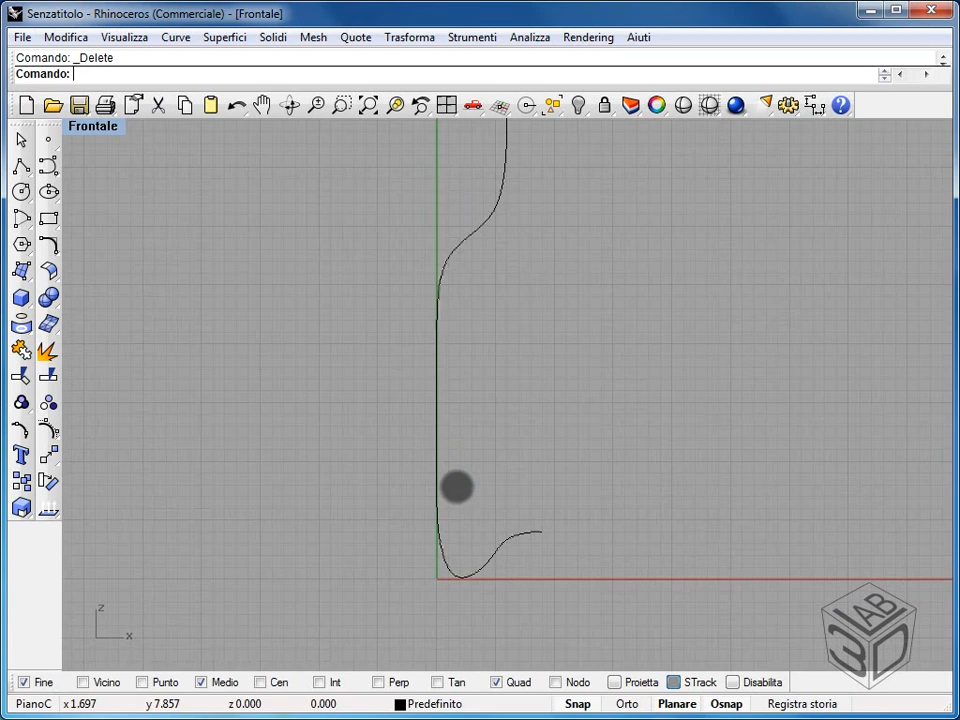 Senzatitolo - Rhinoceros (Commerciale) - [Frontale]
File Modifica Visualizza Curve Superfici Solidi Mesh Quote Trasforma Strumenti Analizza Rendering Aiuti
Comando: _Delete
Comando:
Frontale
z
x
LAB
3D
Fine Vicino Punto Medio Cen Int Perp Tan Quad Nodo Proietta STrack Disabilita
PianoC x 1.697 y 7.857 z 0.000 0.000 Predefinito Snap Orto Planare Osnap Registra storia